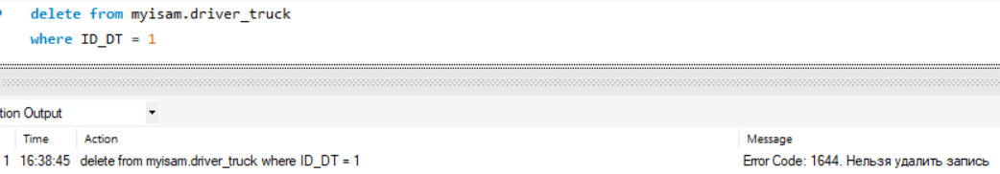 delete from myisam.driver_truck
where ID_DT = 1
tion Output
Time Action Message
1 16:38:45 delete from myisam.driver_truck where ID_DT = 1 Error Code: 1644. Нельзя удалить запись